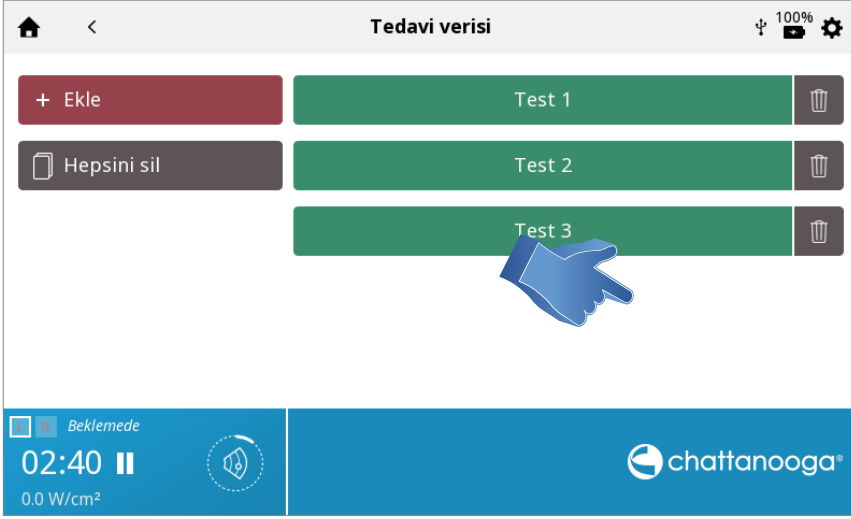 Tedavi verisi
100%
+ Ekle
Test 1
Hepsini sil
Test 2
Test 3
L R Beklemede
02:40
0.0 W/cm²
chattanooga®